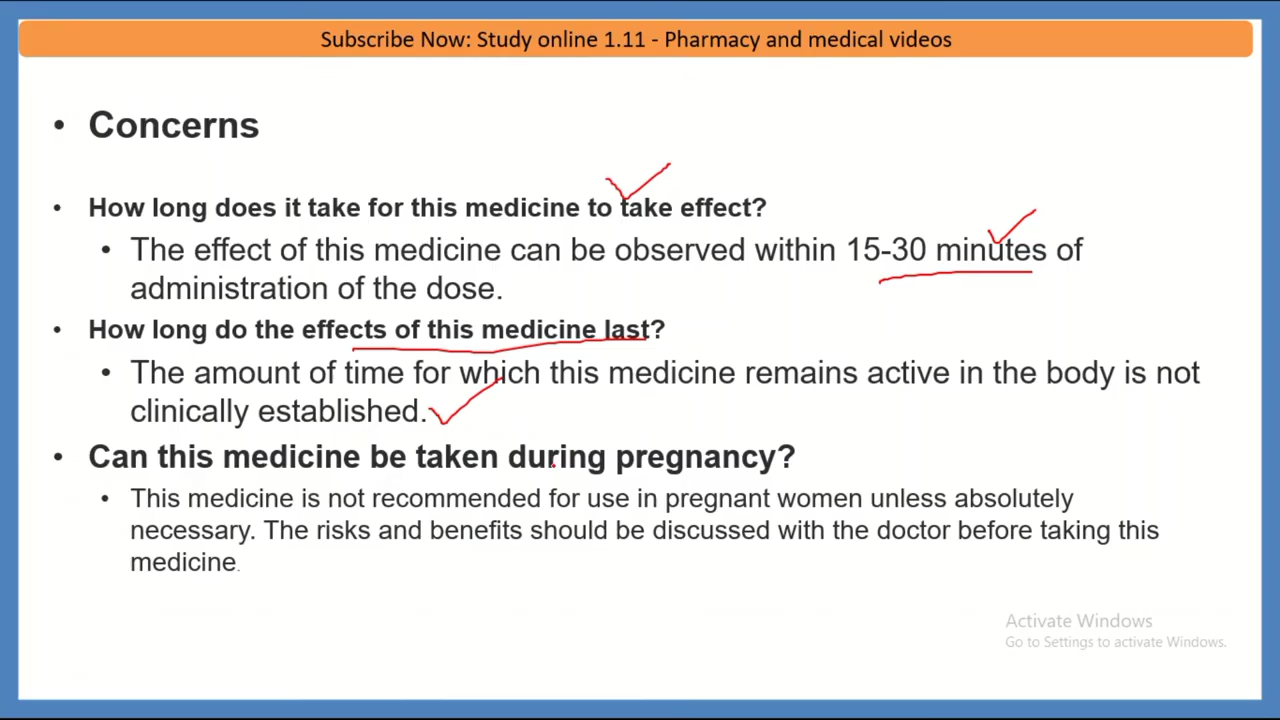 Subscribe Now: Study online 1.11 - Pharmacy and medical videos
• Concerns
• How long does it take for this medicine to take effect?
• The effect of this medicine can be observed within 15-30 minutes of
administration of the dose.
• How long do the effects of this medicine last?
• The amount of time for which this medicine remains active in the body is not
clinically established.
• Can this medicine be taken during pregnancy?
• This medicine is not recommended for use in pregnant women unless absolutely
necessary. The risks and benefits should be discussed with the doctor before taking this
medicine.
Activate Windows
Go to Settings to activate Windows.